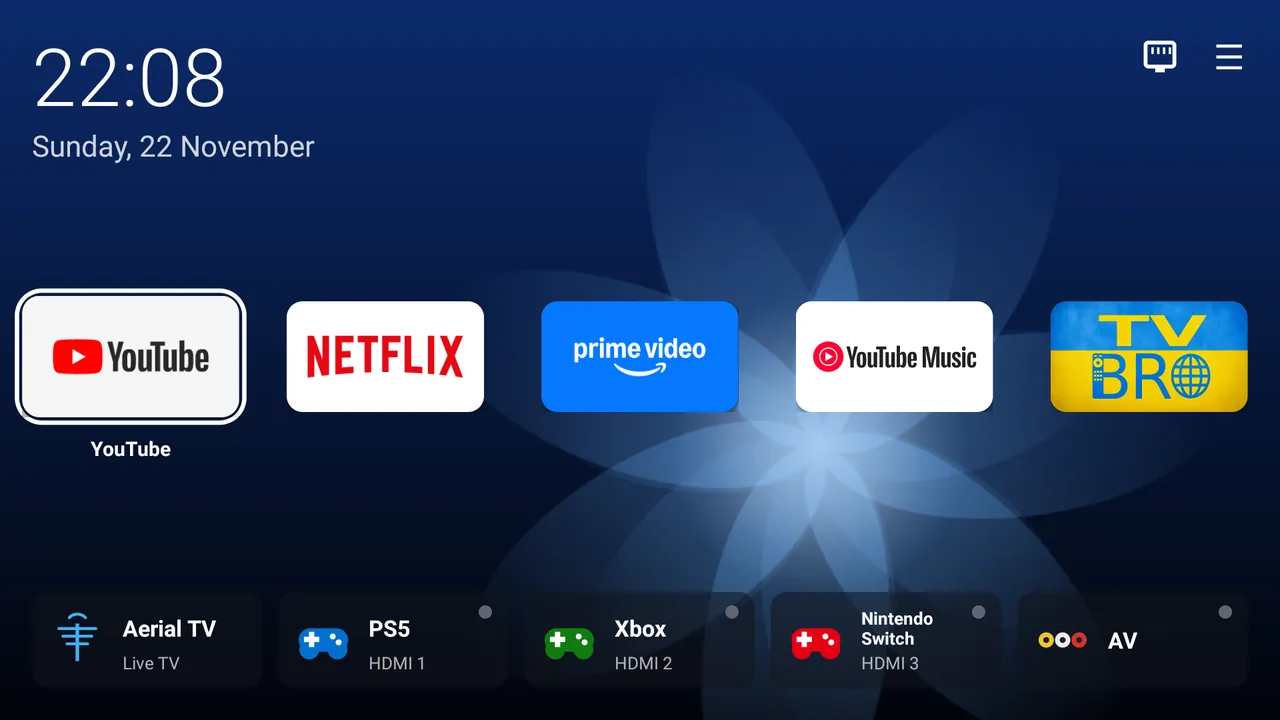 22:08
Sunday, 22 November
YouTube
NETFLIX
prime video
YouTube Music
TV
BRO
YouTube
Aerial TV
Live TV
PS5
HDMI 1
Xbox
HDMI 2
Nintendo
Switch
HDMI 3
AV